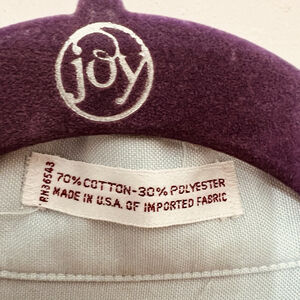 joy
RN36543
70% COTTON-30% POLYESTER
MADE IN U.S.A. OF IMPORTED FABRIC